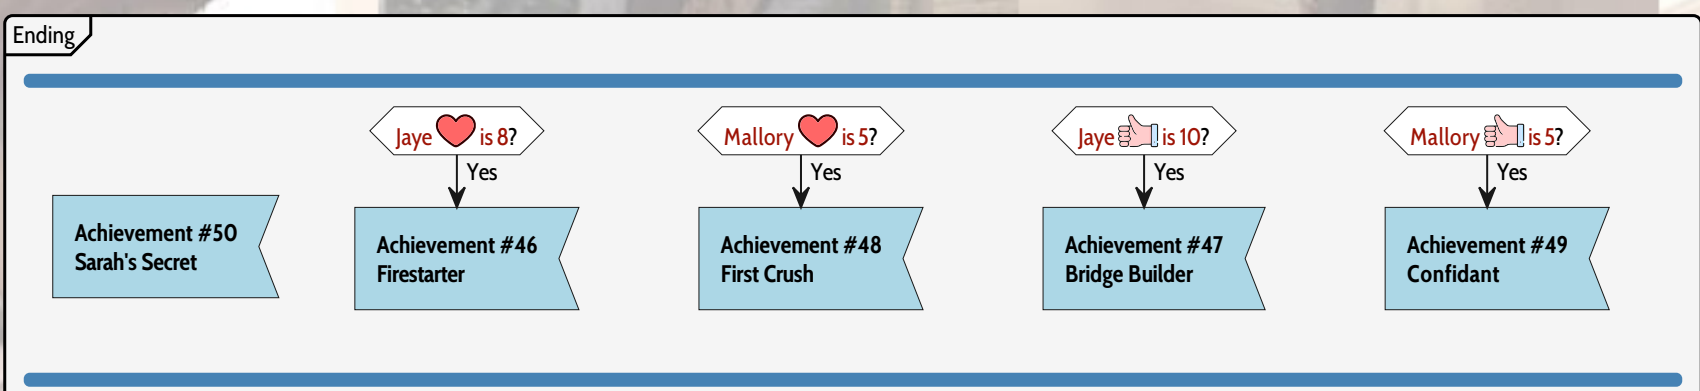 Ending
Jaye is 8?
Mallory is 5?
Jaye is 10?
Mallory is 5?
Yes
Yes
Yes
Yes
Achievement #50
Sarah's Secret
Achievement #46
Firestarter
Achievement #48
First Crush
Achievement #47
Bridge Builder
Achievement #49
Confidant